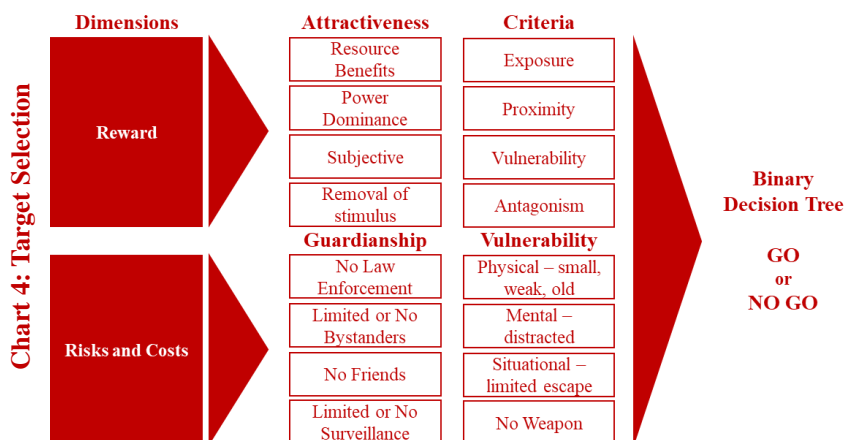 Chart 4: Target Selection
Dimensions
Attractiveness
Criteria
Reward
Resource
Benefits
Power
Dominance
Subjective
Removal of
stimulus
Exposure
Proximity
Vulnerability
Antagonism
Guardianship
Vulnerability
Risks and Costs
No Law
Enforcement
Limited or No
Bystanders
No Friends
Limited or No
Surveillance
Physical – small,
weak, old
Mental –
distracted
Situational –
limited escape
No Weapon
Binary
Decision Tree
GO
or
NO GO